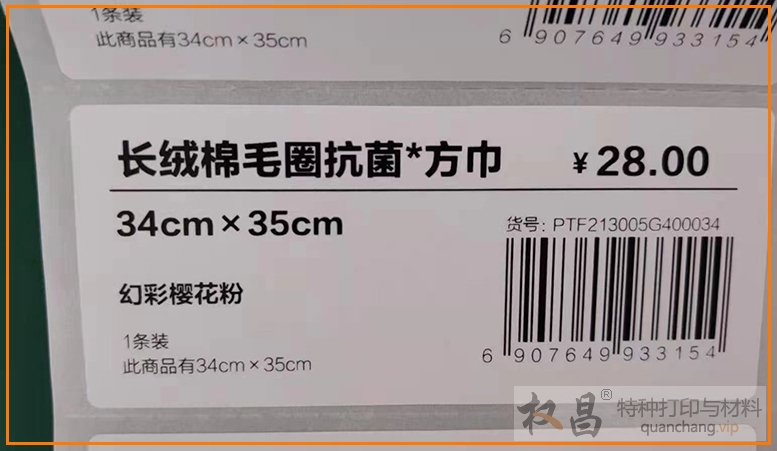 1条装
此商品有34cm×35cm
6 907649 933154
长绒棉毛圈抗菌*方巾 ¥28.00
34cm×35cm
货号: PTF213005G400034
幻彩樱花粉
1条装
此商品有34cm×35cm
6 907649 933154
权昌® 特种打印与材料
quanchang.vip